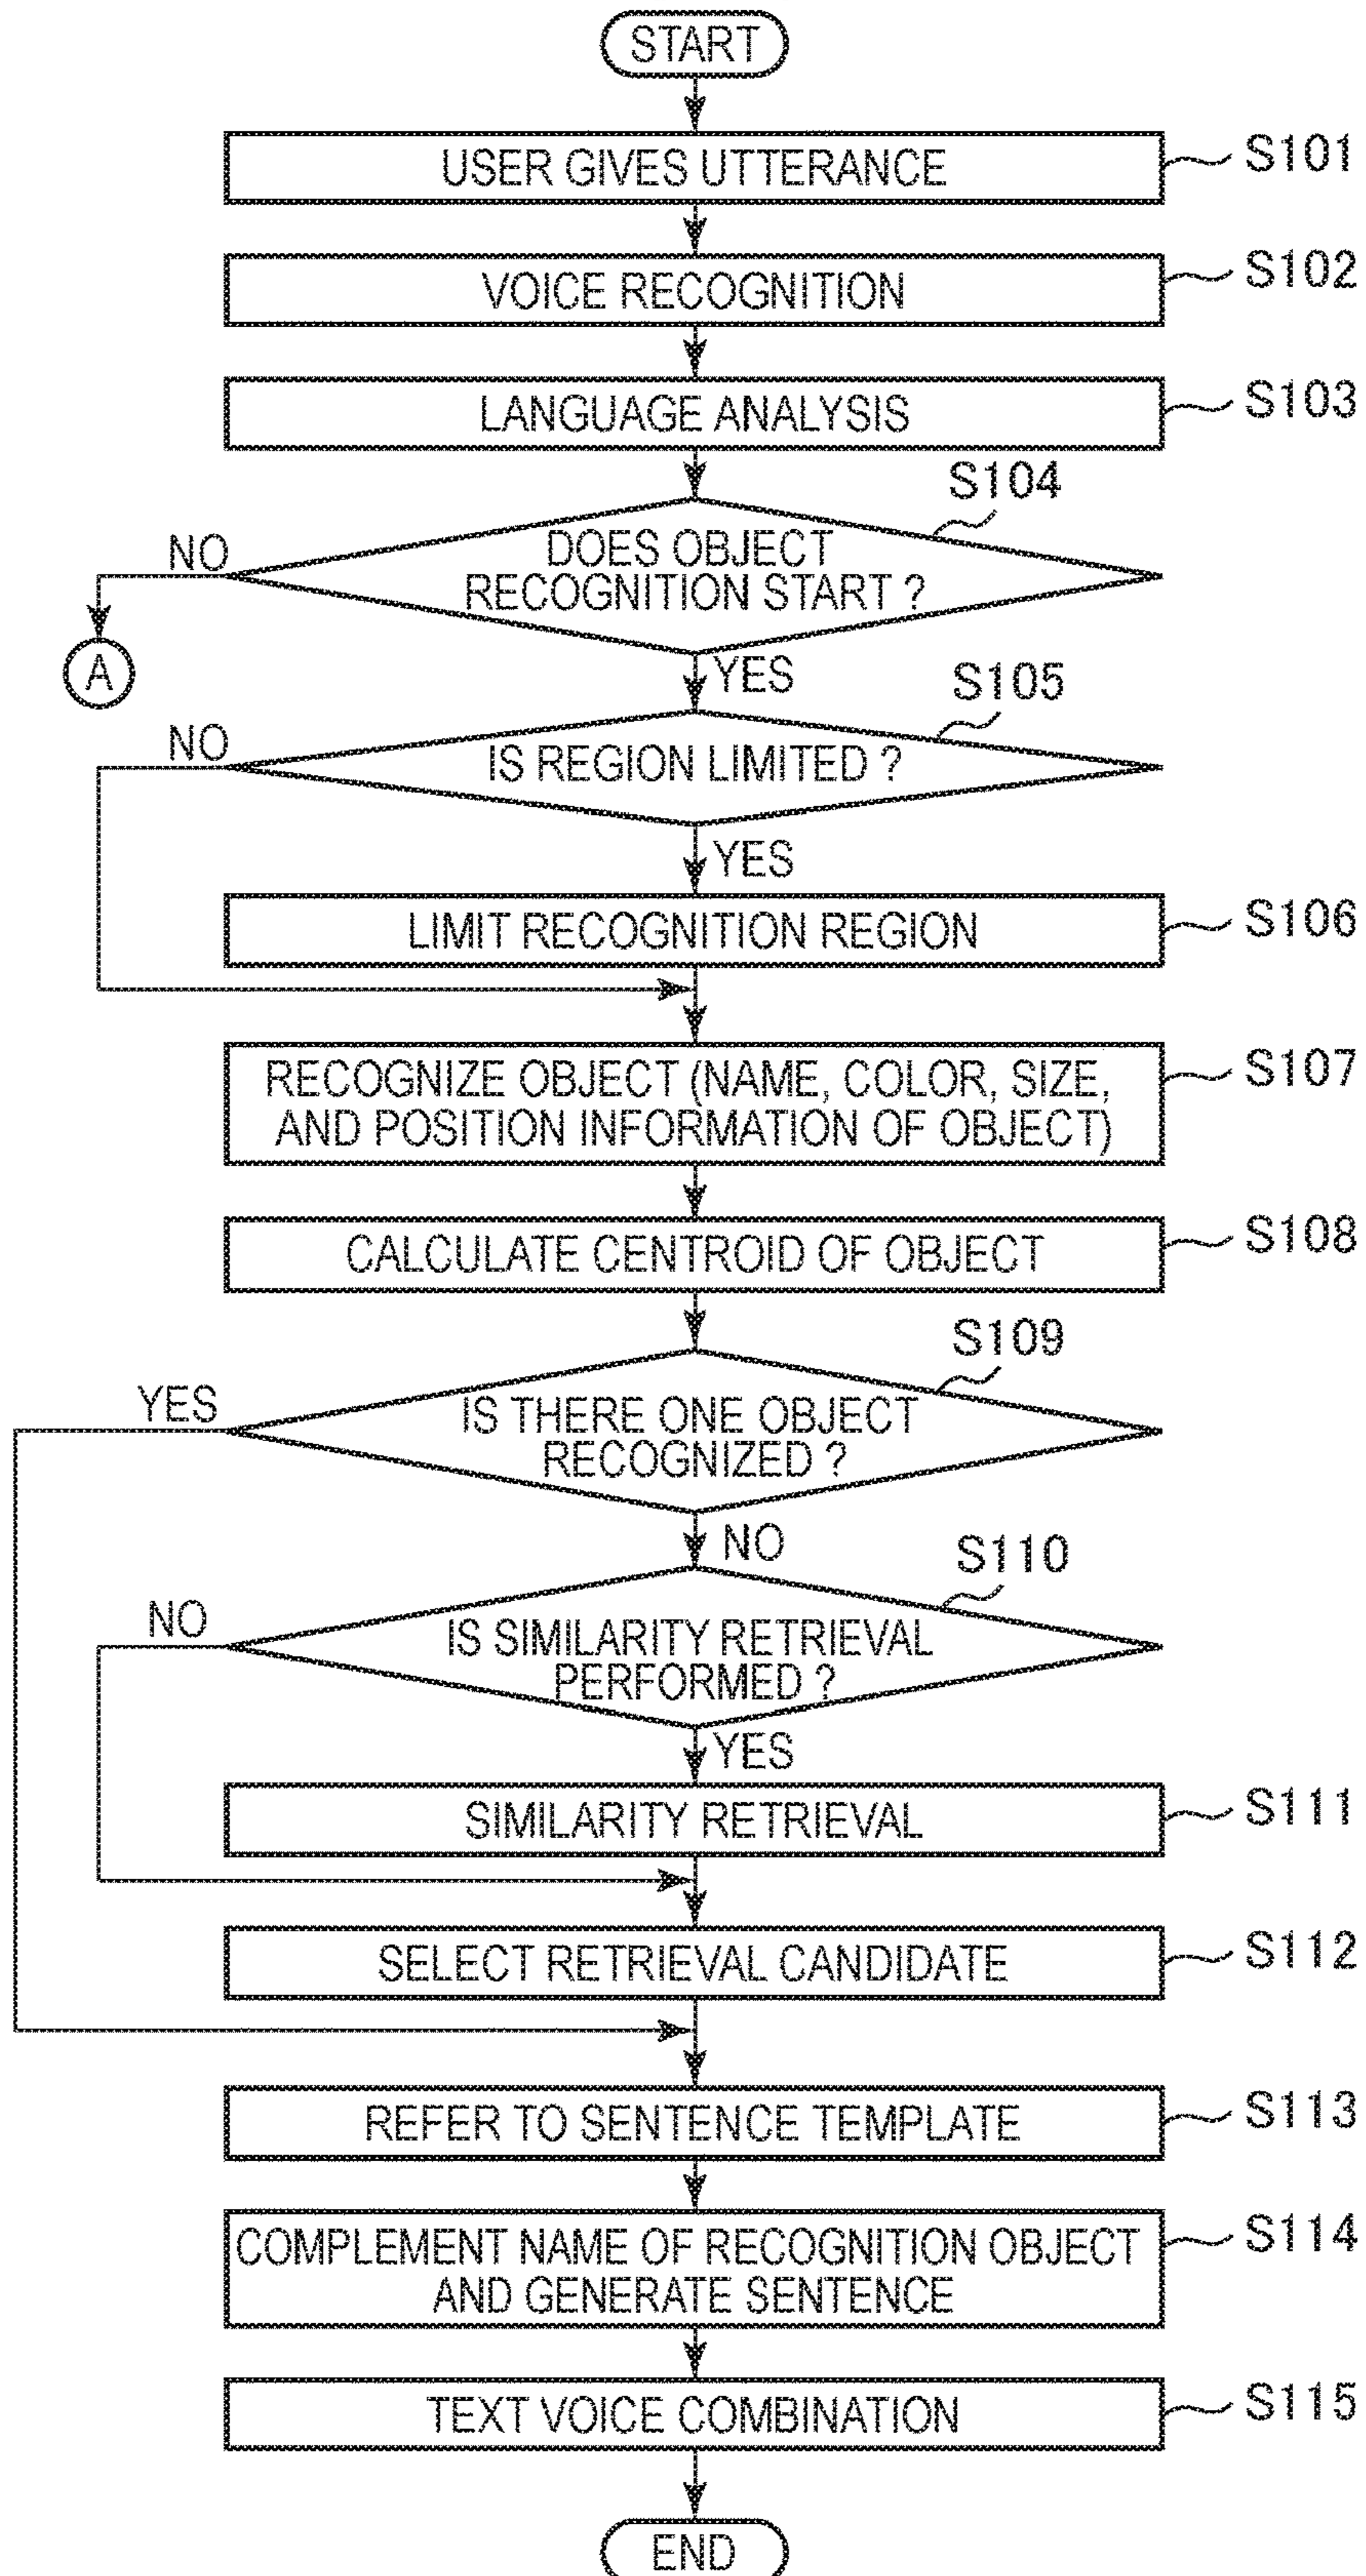 START
USER GIVES UTTERANCE
S101
VOICE RECOGNITION
S102
LANGUAGE ANALYSIS
S103
S104
DOES OBJECT
RECOGNITION START ?
NO
A
YES
S105
IS REGION LIMITED ?
NO
YES
LIMIT RECOGNITION REGION
S106
RECOGNIZE OBJECT (NAME, COLOR, SIZE,
AND POSITION INFORMATION OF OBJECT)
S107
CALCULATE CENTROID OF OBJECT
S108
S109
YES
IS THERE ONE OBJECT
RECOGNIZED ?
NO
S110
NO
IS SIMILARITY RETRIEVAL
PERFORMED ?
YES
SIMILARITY RETRIEVAL
S111
SELECT RETRIEVAL CANDIDATE
S112
REFER TO SENTENCE TEMPLATE
S113
COMPLEMENT NAME OF RECOGNITION OBJECT
AND GENERATE SENTENCE
S114
TEXT VOICE COMBINATION
S115
END